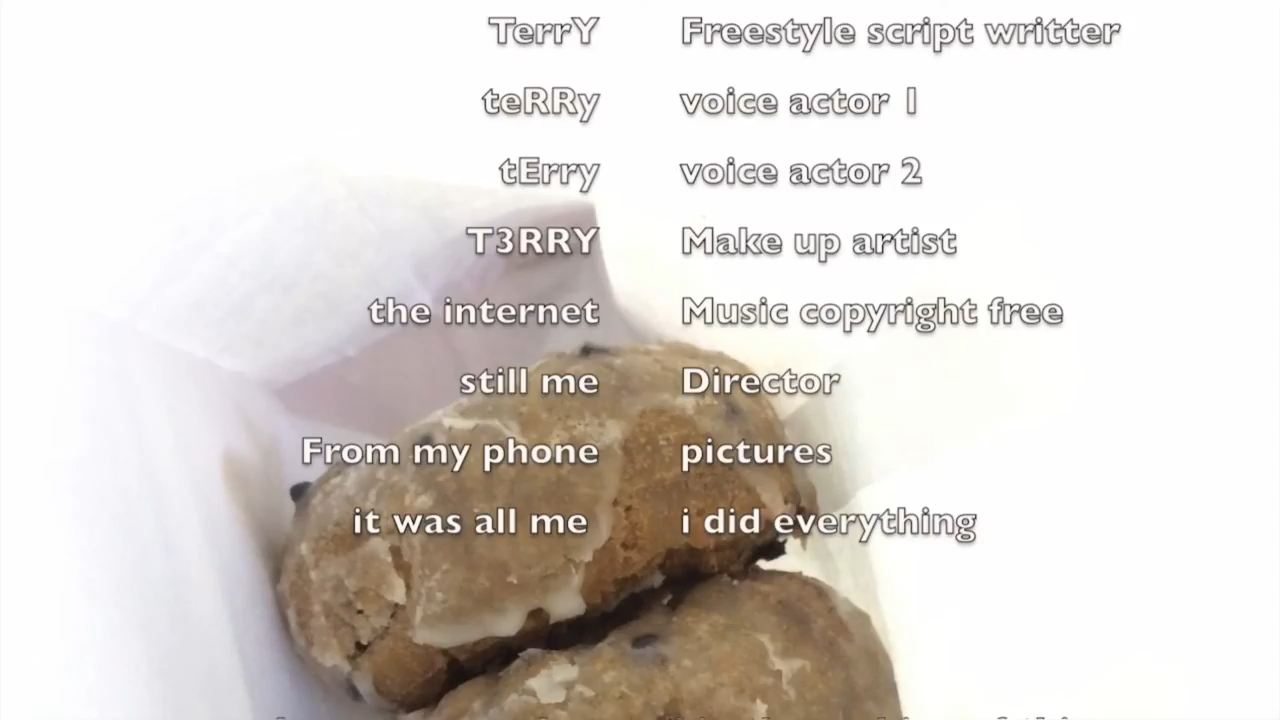 TerrY Freestyle script writter
teRRy voice actor 1
tErry voice actor 2
T3RRY Make up artist
the internet Music copyright free
still me Director
From my phone pictures
it was all me i did everything